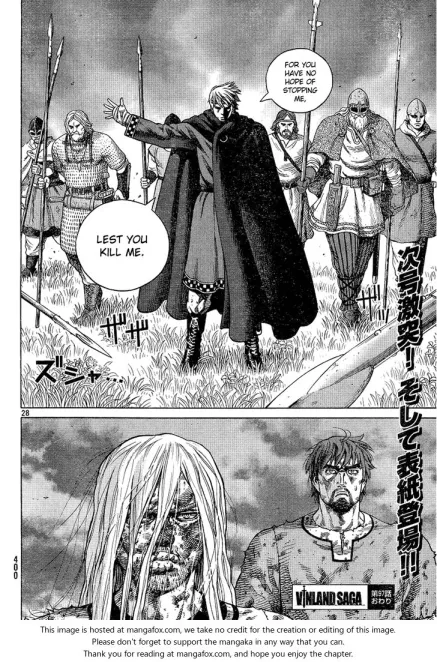 FOR YOU
HAVE NO
HOPE OF
STOPPING
ME,
LEST YOU
KILL ME.
次号激突! そして表紙登場!!
ザザ
ザザ
ズシャ…
28
400
VINLAND SAGA
第97話
おわり
This image is hosted at mangafox.com, we take no credit for the creation or editing of this image.
Please don't forget to support the mangaka in any way that you can.
Thank you for reading at mangafox.com, and hope you enjoy the chapter.